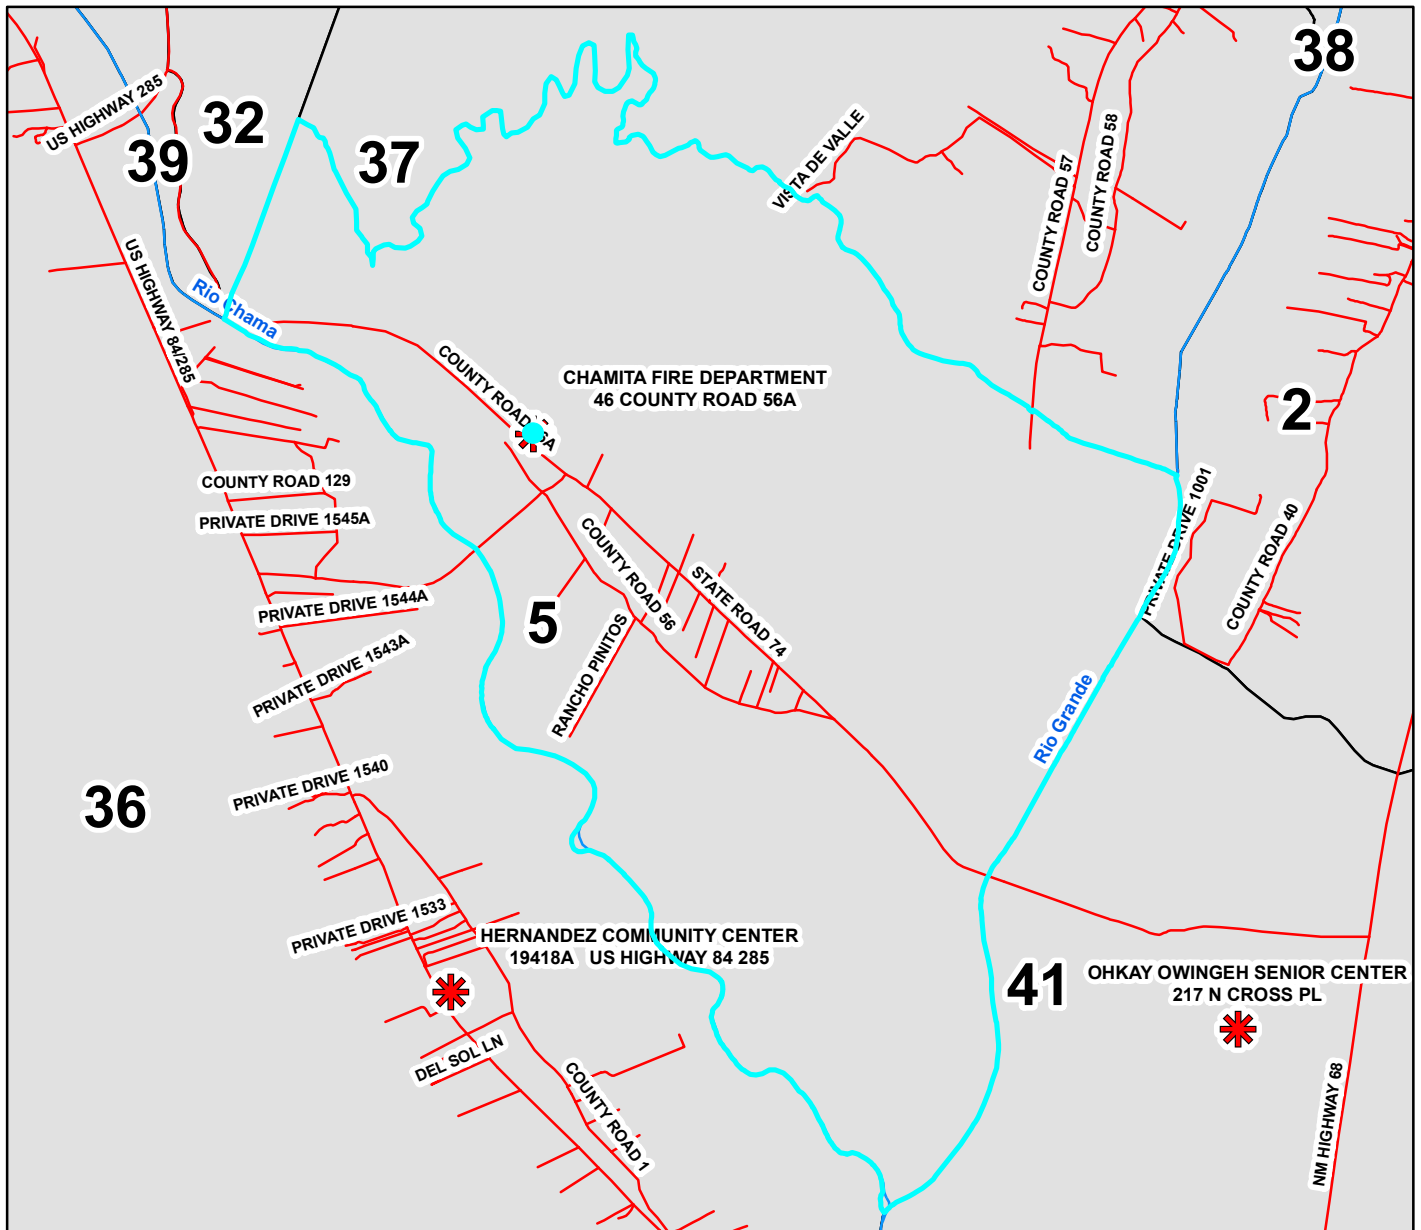 38
US HIGHWAY 285
32
39
37
VISTA DE VALLE
COUNTY ROAD 57
COUNTY ROAD 58
US HIGHWAY 84/285
Rio Chama
COUNTY ROAD
CHAMITA FIRE DEPARTMENT
46 COUNTY ROAD 56A
2
COUNTY ROAD 129
PRIVATE DRIVE 1545A
PRIVATE DRIVE 1001
COUNTY ROAD 40
COUNTY ROAD 56
STATE ROAD 74
PRIVATE DRIVE 1544A
5
RANCHO PINITOS
PRIVATE DRIVE 1543A
Rio Grande
PRIVATE DRIVE 1540
36
PRIVATE DRIVE 1533
HERNANDEZ COMMUNITY CENTER
19418A US HIGHWAY 84 285
41
OHKAY OWINGEH SENIOR CENTER
217 N CROSS PL
DEL SOL LN
COUNTY ROAD 1
NM HIGHWAY 68